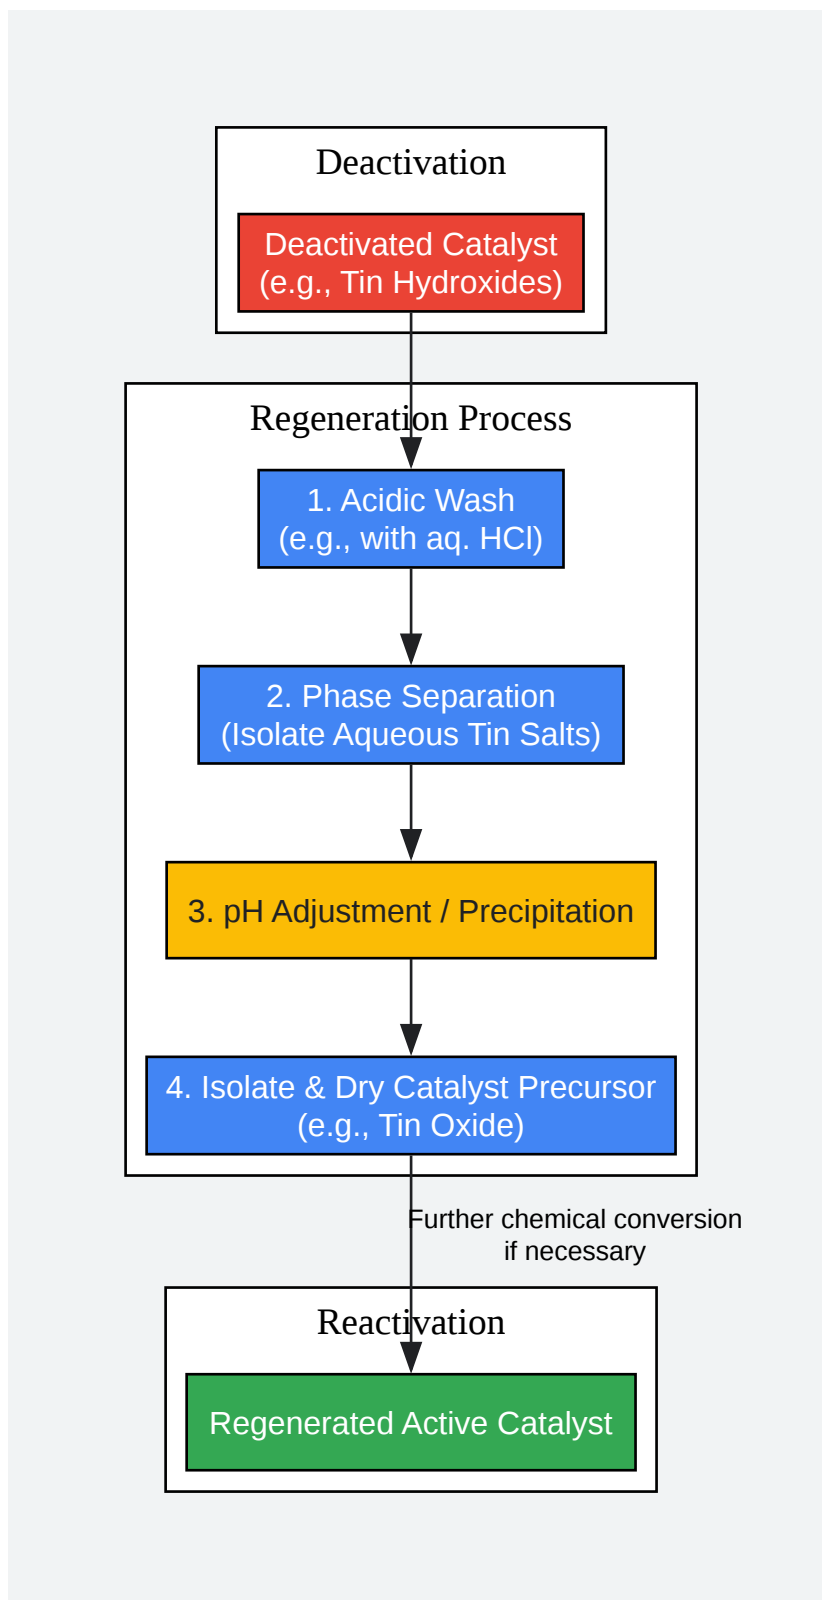 Deactivation
Deactivated Catalyst
(e.g., Tin Hydroxides)
Regeneration Process
1. Acidic Wash
(e.g., with aq. HCl)
2. Phase Separation
(Isolate Aqueous Tin Salts)
3. pH Adjustment / Precipitation
4. Isolate & Dry Catalyst Precursor
(e.g., Tin Oxide)
Further chemical conversion
if necessary
Reactivation
Regenerated Active Catalyst